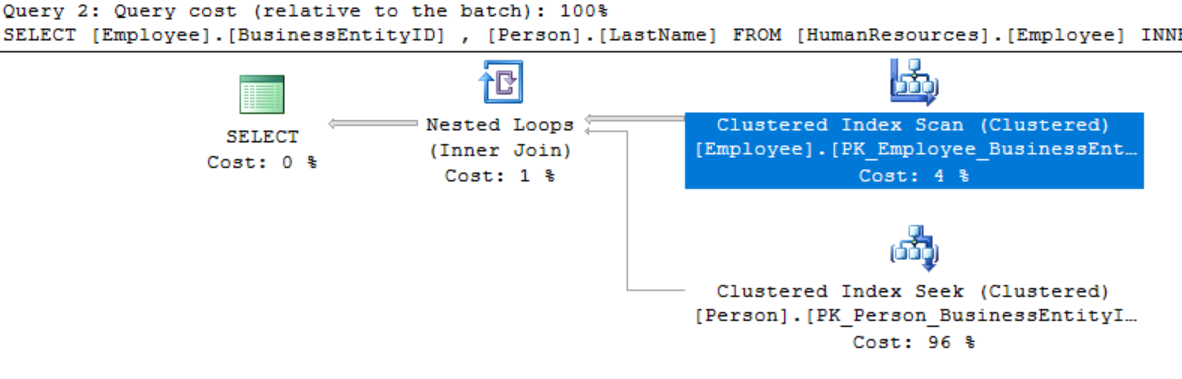 Query 2: Query cost (relative to the batch): 100%
SELECT [Employee].[BusinessEntityID] , [Person].[LastName] FROM [HumanResources].[Employee] INN
SELECT
Cost: 0 %
Nested Loops
(Inner Join)
Cost: 1 %
Clustered Index Scan (Clustered)
[Employee].[PK_Employee_BusinessEnt…
Cost: 4 %
Clustered Index Seek (Clustered)
[Person].[PK_Person_BusinessEntityI…
Cost: 96 %